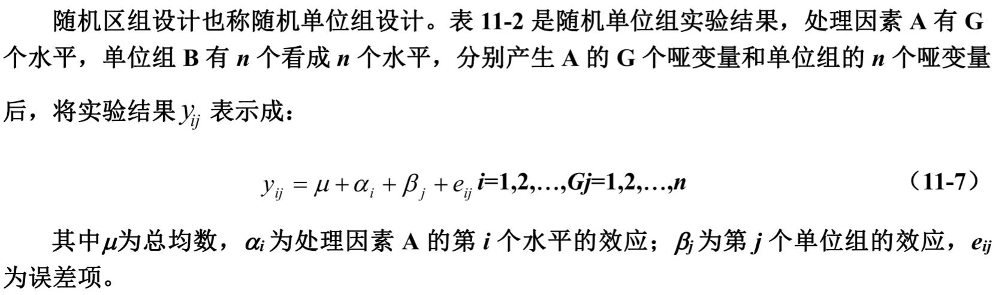 随机区组设计也称随机单位组设计。表 11-2 是随机单位组实验结果，处理因素 A 有 G
个水平，单位组 B 有 n 个看成 n 个水平，分别产生 A 的 G 个哑变量和单位组的 n 个哑变量
后，将实验结果 yij 表示成：
yij = μ + αi + βj + eij i=1,2,…,Gj=1,2,…,n （11-7）
其中μ为总均数，αi 为处理因素 A 的第 i 个水平的效应；βj 为第 j 个单位组的效应，eij
为误差项。